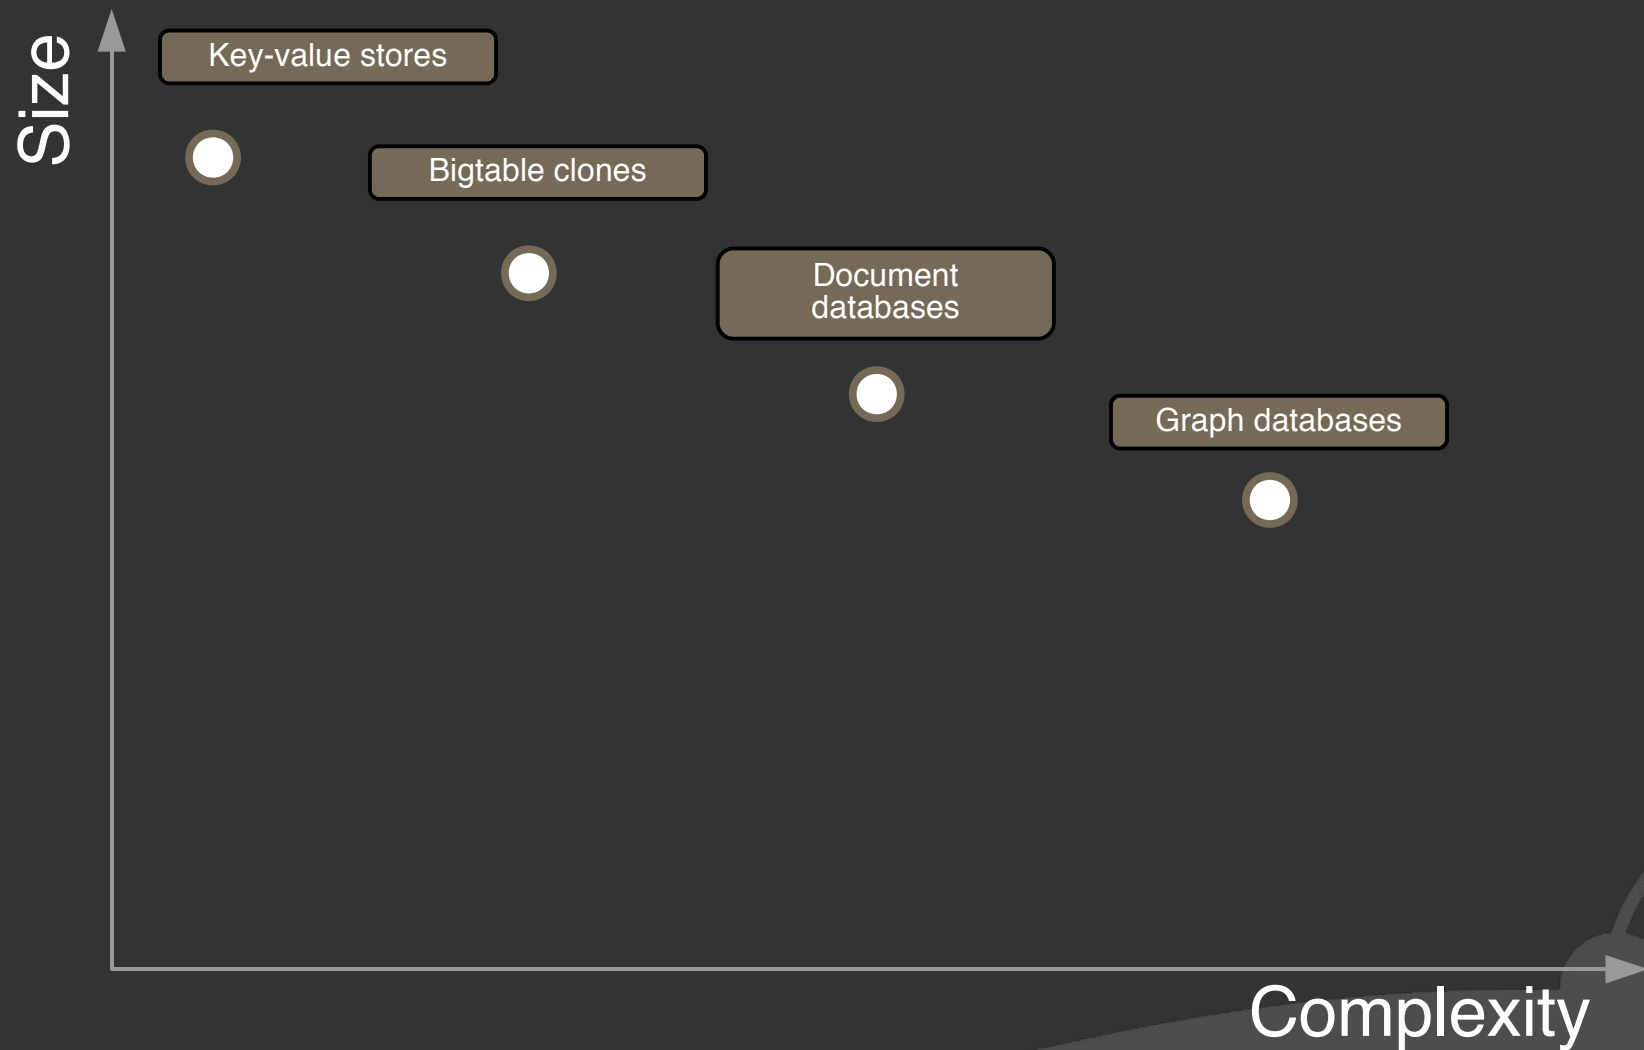 Size
Key-value stores
Bigtable clones
Document
databases
Graph databases
Complexity